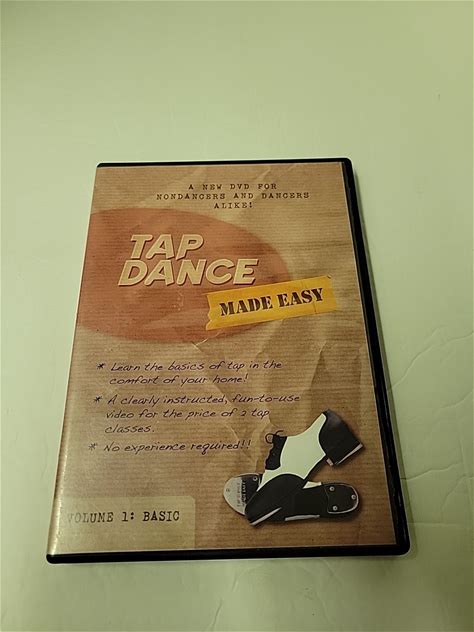 A NEW DVD FOR
NONDANCERS AND DANCERS
ALIKE!
TAP
DANCE
MADE EASY
* Learn the basics of tap in the
comfort of your home!
* A clearly instructed, fun-to-use
video for the price of 2 tap
classes.
* No experience required!!
VOLUME 1: BASIC